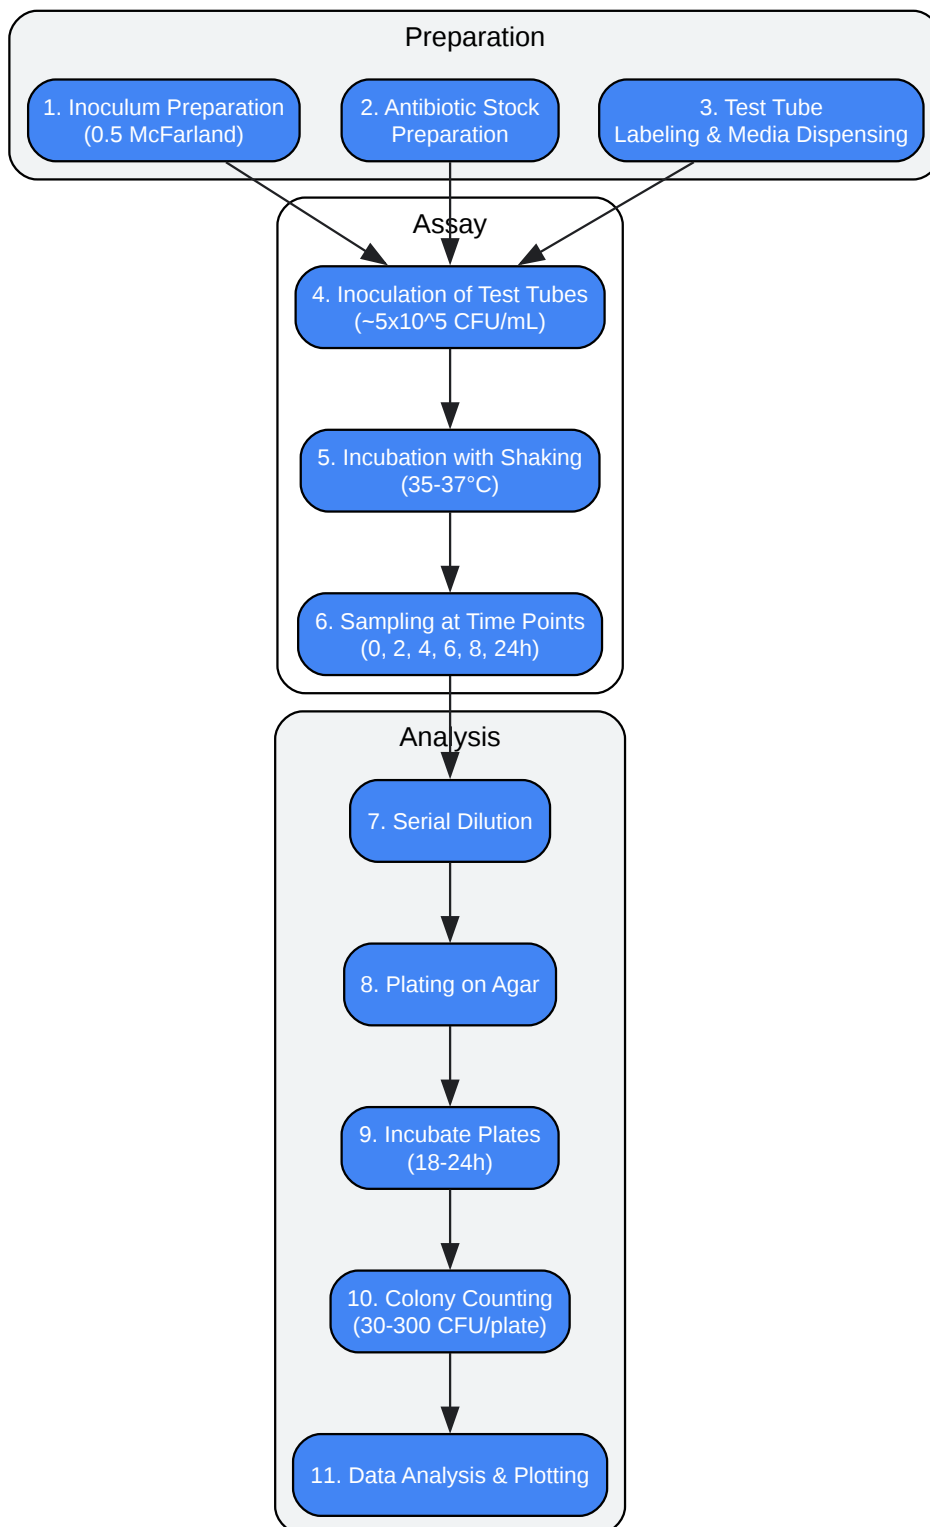 Preparation
1. Inoculum Preparation
(0.5 McFarland)
2. Antibiotic Stock
Preparation
3. Test Tube
Labeling & Media Dispensing
Assay
4. Inoculation of Test Tubes
(~5x10^5 CFU/mL)
5. Incubation with Shaking
(35-37°C)
6. Sampling at Time Points
(0, 2, 4, 6, 8, 24h)
Analysis
7. Serial Dilution
8. Plating on Agar
9. Incubate Plates
(18-24h)
10. Colony Counting
(30-300 CFU/plate)
11. Data Analysis & Plotting